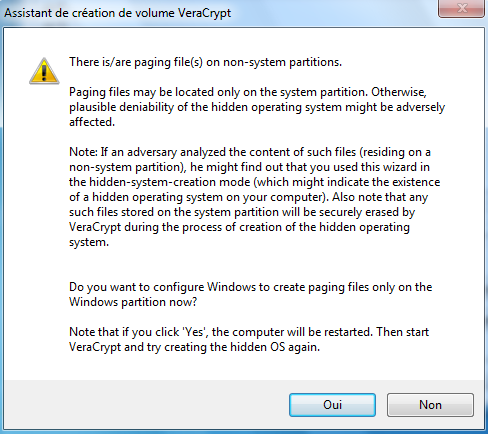 Assistant de création de volume VeraCrypt
There is/are paging file(s) on non-system partitions.
Paging files may be located only on the system partition. Otherwise,
plausible deniability of the hidden operating system might be adversely
affected.
Note: If an adversary analyzed the content of such files (residing on a
non-system partition), he might find out that you used this wizard in
the hidden-system-creation mode (which might indicate the existence
of a hidden operating system on your computer). Also note that any
such files stored on the system partition will be securely erased by
VeraCrypt during the process of creation of the hidden operating
system.
Do you want to configure Windows to create paging files only on the
Windows partition now?
Note that if you click 'Yes', the computer will be restarted. Then start
VeraCrypt and try creating the hidden OS again.
Oui
Non